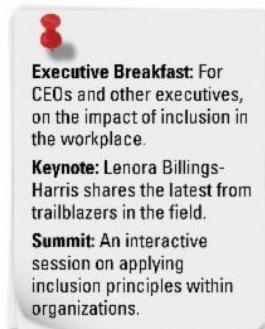 Executive Breakfast: For
CEOs and other executives,
on the impact of inclusion in
the workplace.
Keynote: Lenora Billings-
Harris shares the latest from
trailblazers in the field.
Summit: An interactive
session on applying
inclusion principles within
organizations.